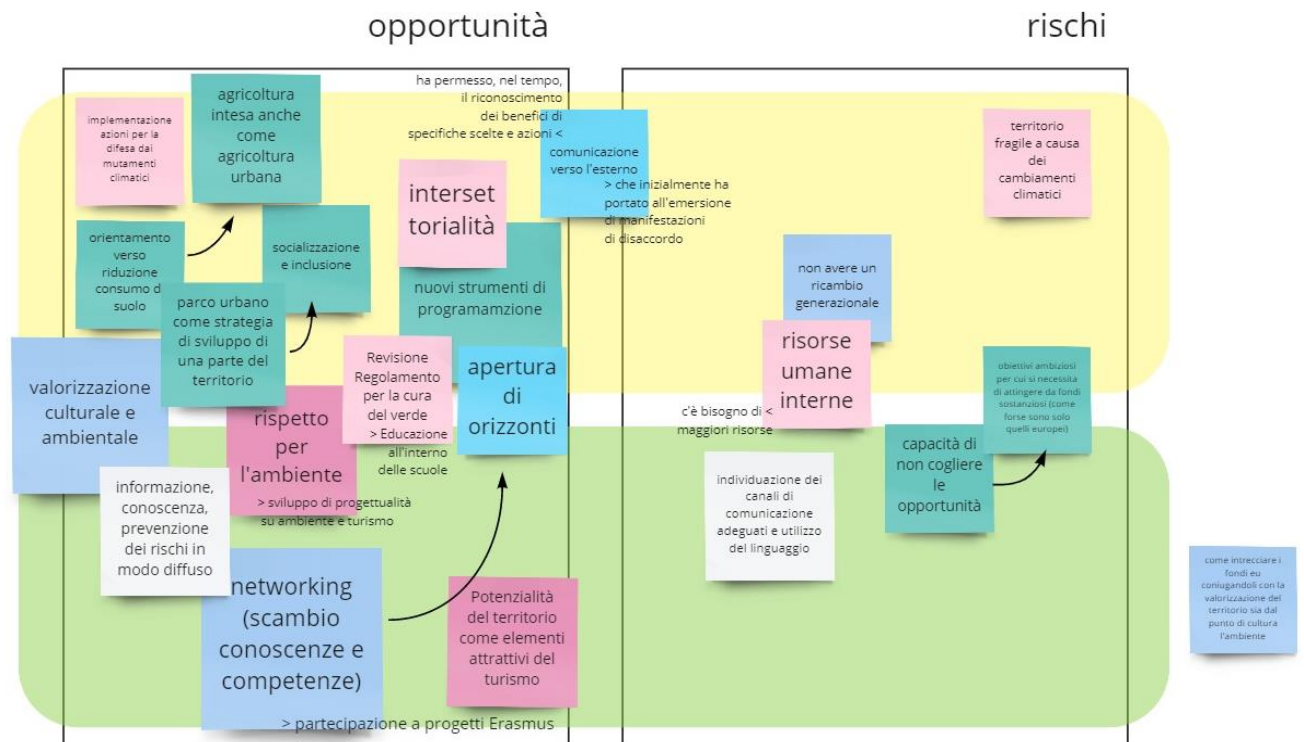 opportunità
rischi
ha permesso, nel tempo,
il riconoscimento
dei benefici di
specifiche scelte e azioni <
implementazione
azioni per la
difesa dai
mutamenti
climatici
agricoltura
intesa anche
come
agricoltura
urbana
comunicazione
verso l'esterno
> che inizialmente ha
portato all'emersione
di manifestazioni
di disaccordo
interset
torialità
orientamento
verso
riduzione
consumo d
suolo
socializzazione
e inclusione
nuovi strumenti di
programamzione
parco urbano
come strategia
di sviluppo di
una parte del
territorio
valorizzazione
culturale e
ambientale
Revisione
Regolamento
per la cura
del verde
> Educazione
all'interno
delle scuole
apertura
di
orizzonti
rispetto
per
l'ambiente
> sviluppo di progettualità
su ambiente e turismo
informazione,
conoscenza,
prevenzione
dei rischi in
modo diffuso
networking
(scambio
conoscenze e
competenze)
> partecipazione a progetti Erasmus
Potenzialità
del territorio
come elementi
attrattivi del
turismo
territorio
fragile a causa
dei
cambiamenti
climatici
non avere un
ricambio
generazionale
risorse
umane
interne
c'è bisogno di <
maggiori risorse
obiettivi ambiziosi
per cui si necessita
di attingere da fondi
sostanziosi (come
forse sono solo
quelli europei)
capacità di
non cogliere
le
opportunità
individuazione dei
canali di
comunicazione
adeguati e utilizzo
del linguaggio
come intrecciare i
fondi eu
coniugandoli con la
valorizzazione del
territorio sia dal
punto di cultura
l'ambiente